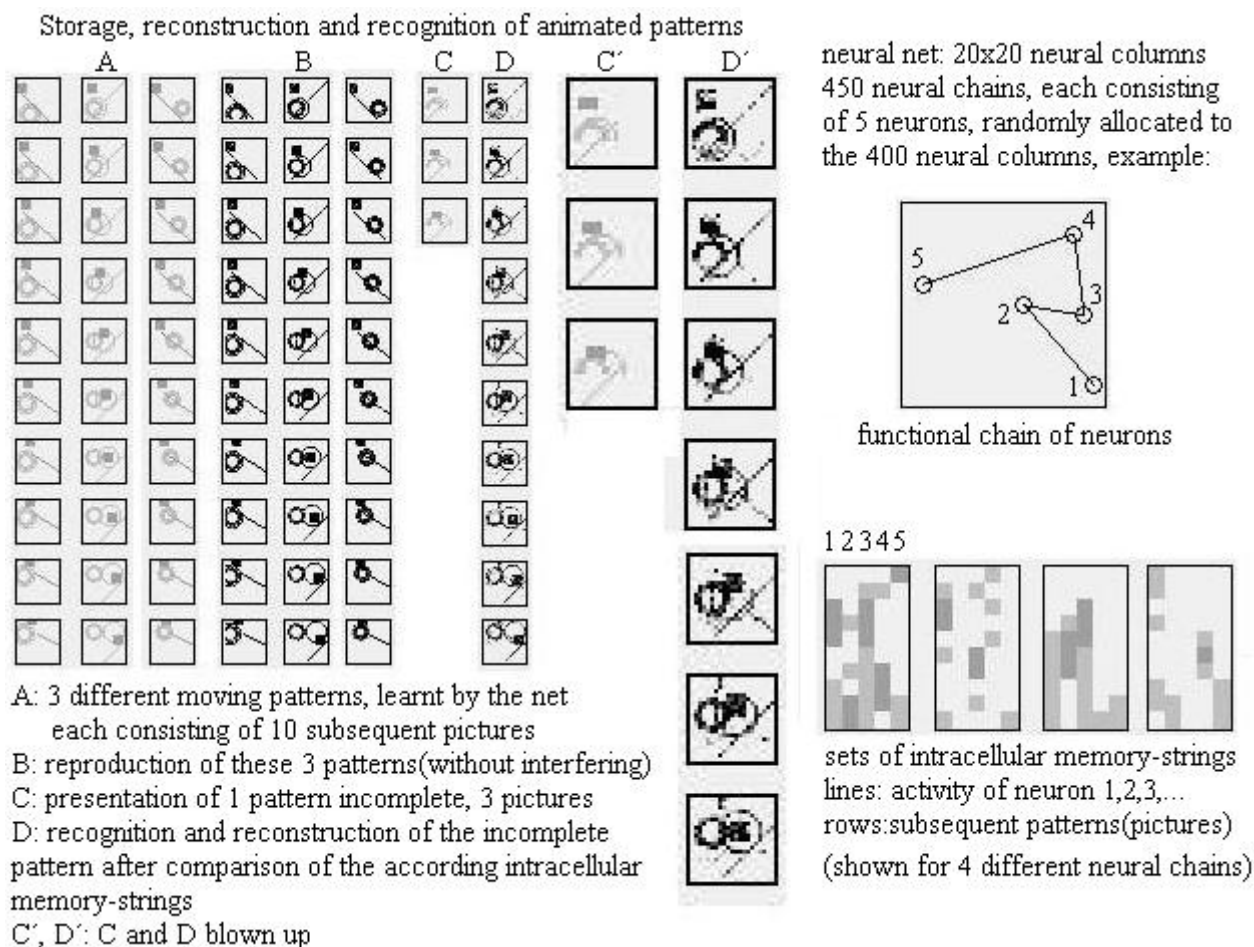 Storage, reconstruction and recognition of animated patterns
A B C D C´ D´
neural net: 20x20 neural columns
450 neural chains, each consisting
of 5 neurons, randomly allocated to
the 400 neural columns, example:
4
5
3
2
1
functional chain of neurons
1 2 3 4 5
sets of intracellular memory-strings
lines: activity of neuron 1,2,3,...
rows:subsequent patterns(pictures)
(shown for 4 different neural chains)
A: 3 different moving patterns, learnt by the net
each consisting of 10 subsequent pictures
B: reproduction of these 3 patterns(without interfering)
C: presentation of 1 pattern incomplete, 3 pictures
D: recognition and reconstruction of the incomplete
pattern after comparison of the according intracellular
memory-strings
C´, D´: C and D blown up